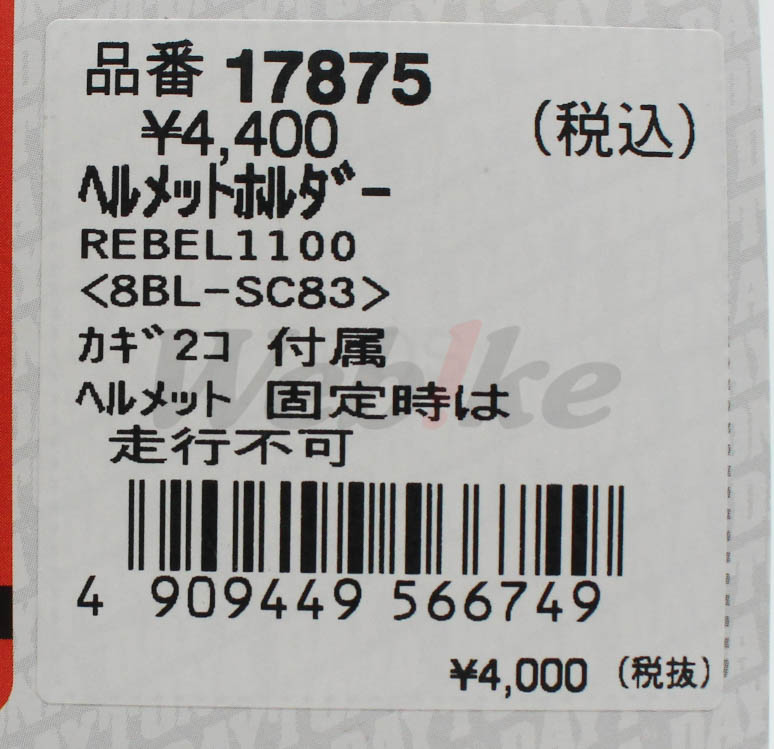 品番 17875
¥4,400 (税込)
ヘルメットホルダー
REBEL1100
<8BL-SC83>
カギ2コ 付属
Webike
ヘルメット 固定時は
走行不可
4 909449 566749
¥4,000 (税抜)